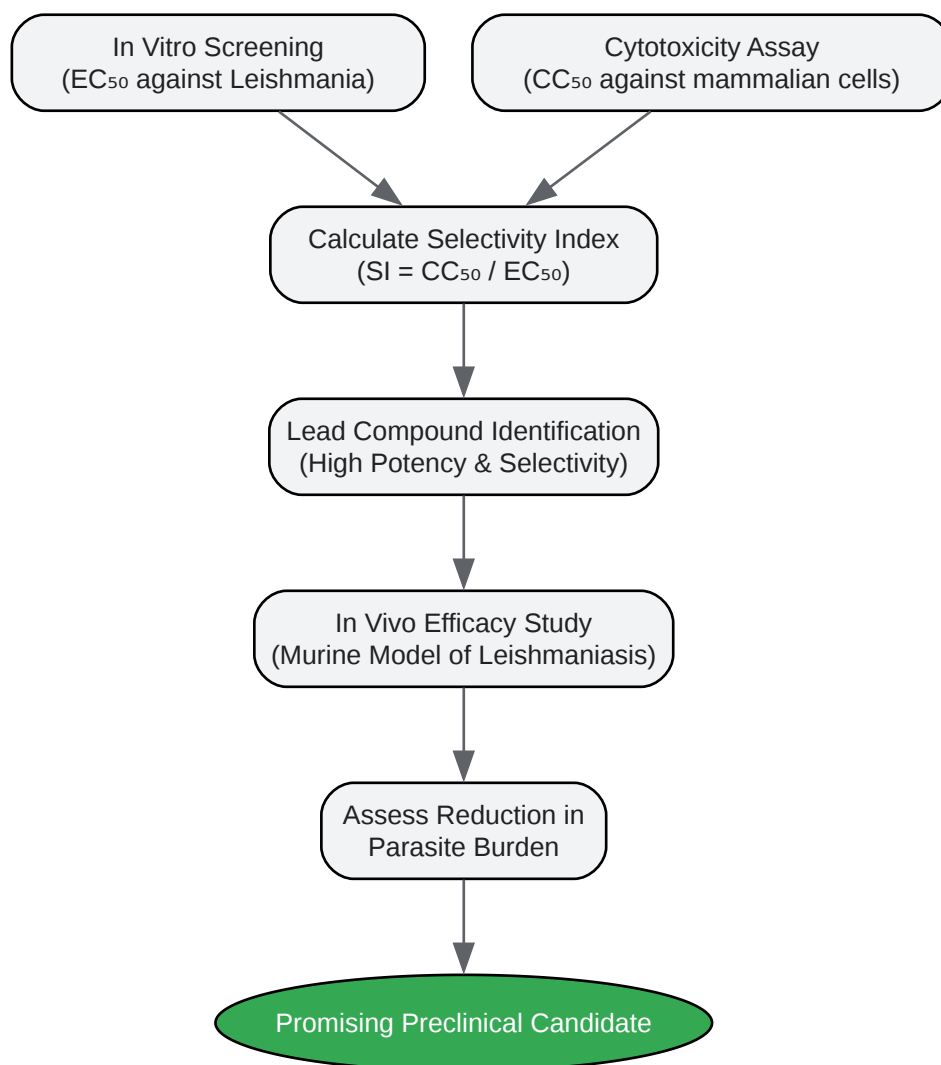 In Vitro Screening
(EC₅₀ against Leishmania)
Cytotoxicity Assay
(CC₅₀ against mammalian cells)
Calculate Selectivity Index
(SI = CC₅₀ / EC₅₀)
Lead Compound Identification
(High Potency & Selectivity)
In Vivo Efficacy Study
(Murine Model of Leishmaniasis)
Assess Reduction in
Parasite Burden
Promising Preclinical Candidate